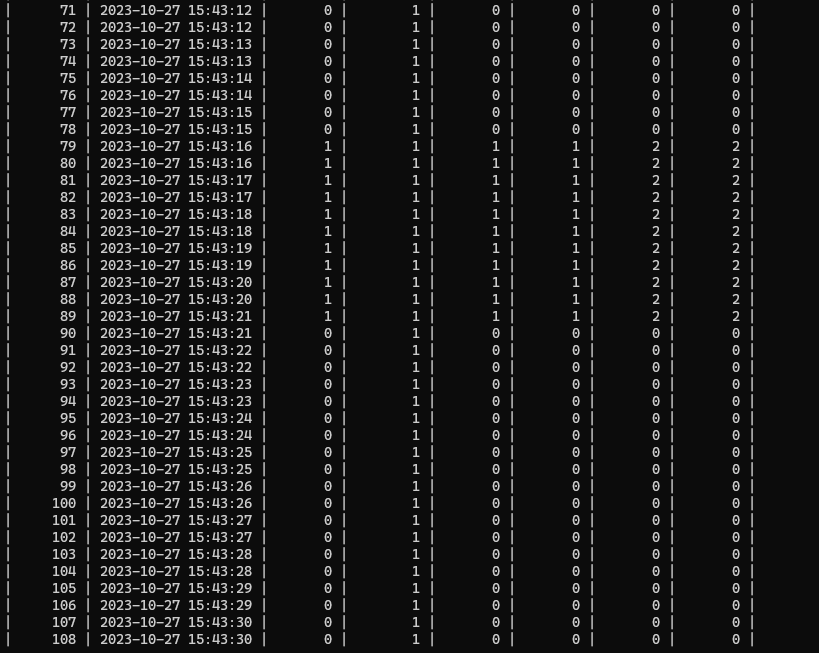 | 71 | 2023-10-27 15:43:12 | 0 | 1 | 0 | 0 | 0 | 0 |
| 72 | 2023-10-27 15:43:12 | 0 | 1 | 0 | 0 | 0 | 0 |
| 73 | 2023-10-27 15:43:13 | 0 | 1 | 0 | 0 | 0 | 0 |
| 74 | 2023-10-27 15:43:13 | 0 | 1 | 0 | 0 | 0 | 0 |
| 75 | 2023-10-27 15:43:14 | 0 | 1 | 0 | 0 | 0 | 0 |
| 76 | 2023-10-27 15:43:14 | 0 | 1 | 0 | 0 | 0 | 0 |
| 77 | 2023-10-27 15:43:15 | 0 | 1 | 0 | 0 | 0 | 0 |
| 78 | 2023-10-27 15:43:15 | 0 | 1 | 0 | 0 | 0 | 0 |
| 79 | 2023-10-27 15:43:16 | 1 | 1 | 1 | 1 | 2 | 2 |
| 80 | 2023-10-27 15:43:16 | 1 | 1 | 1 | 1 | 2 | 2 |
| 81 | 2023-10-27 15:43:17 | 1 | 1 | 1 | 1 | 2 | 2 |
| 82 | 2023-10-27 15:43:17 | 1 | 1 | 1 | 1 | 2 | 2 |
| 83 | 2023-10-27 15:43:18 | 1 | 1 | 1 | 1 | 2 | 2 |
| 84 | 2023-10-27 15:43:18 | 1 | 1 | 1 | 1 | 2 | 2 |
| 85 | 2023-10-27 15:43:19 | 1 | 1 | 1 | 1 | 2 | 2 |
| 86 | 2023-10-27 15:43:19 | 1 | 1 | 1 | 1 | 2 | 2 |
| 87 | 2023-10-27 15:43:20 | 1 | 1 | 1 | 1 | 2 | 2 |
| 88 | 2023-10-27 15:43:20 | 1 | 1 | 1 | 1 | 2 | 2 |
| 89 | 2023-10-27 15:43:21 | 1 | 1 | 1 | 1 | 2 | 2 |
| 90 | 2023-10-27 15:43:21 | 0 | 1 | 0 | 0 | 0 | 0 |
| 91 | 2023-10-27 15:43:22 | 0 | 1 | 0 | 0 | 0 | 0 |
| 92 | 2023-10-27 15:43:22 | 0 | 1 | 0 | 0 | 0 | 0 |
| 93 | 2023-10-27 15:43:23 | 0 | 1 | 0 | 0 | 0 | 0 |
| 94 | 2023-10-27 15:43:23 | 0 | 1 | 0 | 0 | 0 | 0 |
| 95 | 2023-10-27 15:43:24 | 0 | 1 | 0 | 0 | 0 | 0 |
| 96 | 2023-10-27 15:43:24 | 0 | 1 | 0 | 0 | 0 | 0 |
| 97 | 2023-10-27 15:43:25 | 0 | 1 | 0 | 0 | 0 | 0 |
| 98 | 2023-10-27 15:43:25 | 0 | 1 | 0 | 0 | 0 | 0 |
| 99 | 2023-10-27 15:43:26 | 0 | 1 | 0 | 0 | 0 | 0 |
| 100 | 2023-10-27 15:43:26 | 0 | 1 | 0 | 0 | 0 | 0 |
| 101 | 2023-10-27 15:43:27 | 0 | 1 | 0 | 0 | 0 | 0 |
| 102 | 2023-10-27 15:43:27 | 0 | 1 | 0 | 0 | 0 | 0 |
| 103 | 2023-10-27 15:43:28 | 0 | 1 | 0 | 0 | 0 | 0 |
| 104 | 2023-10-27 15:43:28 | 0 | 1 | 0 | 0 | 0 | 0 |
| 105 | 2023-10-27 15:43:29 | 0 | 1 | 0 | 0 | 0 | 0 |
| 106 | 2023-10-27 15:43:29 | 0 | 1 | 0 | 0 | 0 | 0 |
| 107 | 2023-10-27 15:43:30 | 0 | 1 | 0 | 0 | 0 | 0 |
| 108 | 2023-10-27 15:43:30 | 0 | 1 | 0 | 0 | 0 | 0 |